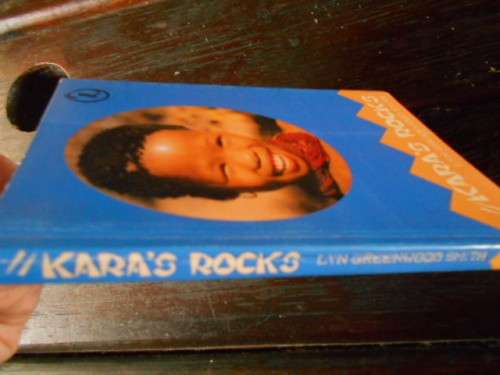 KARA'S ROCKS LYN GREENWOOD SMITH
KARA'S ROCKS